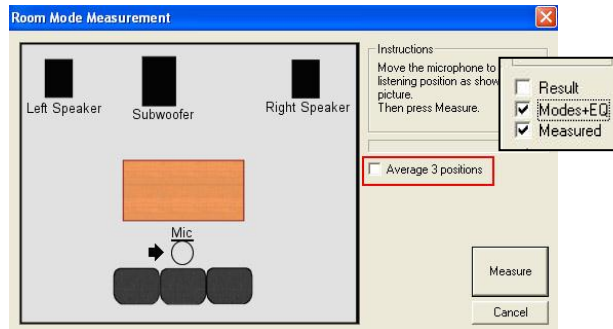 Room Mode Measurement
Left Speaker
Subwoofer
Right Speaker
Mic
Instructions
Move the microphone to
listening position as show
picture.
Then press Measure.
Result
Modes+EQ
Measured
Average 3 positions
Measure
Cancel